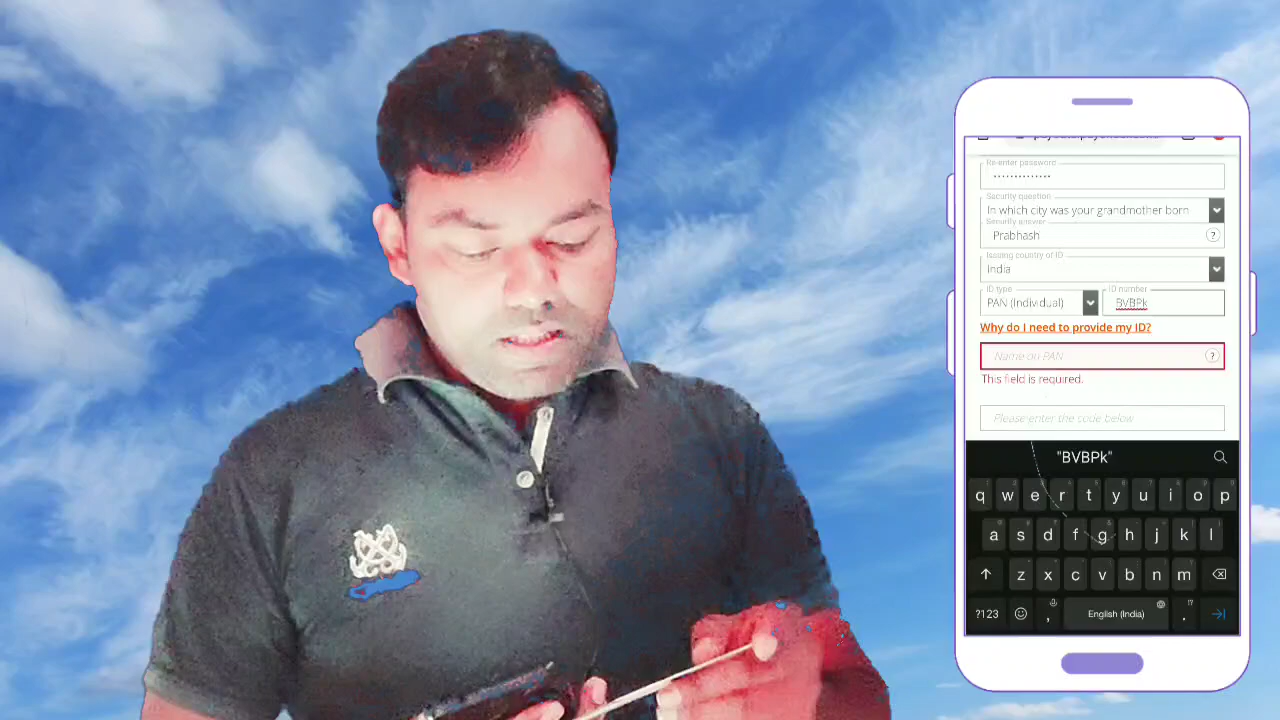 Re-enter password
Security question
In which city was your grandmother born
Security answer
Prabhash
?
Issuing country of ID
India
ID type
ID number
PAN (Individual)
BVBPk
Why do I need to provide my ID?
Name on PAN
?
This field is required.
Please enter the code below
"BVBPk"
q w e r t y u i o p
a s d f g h j k l
z x c v b n m
?123 , English (India) .